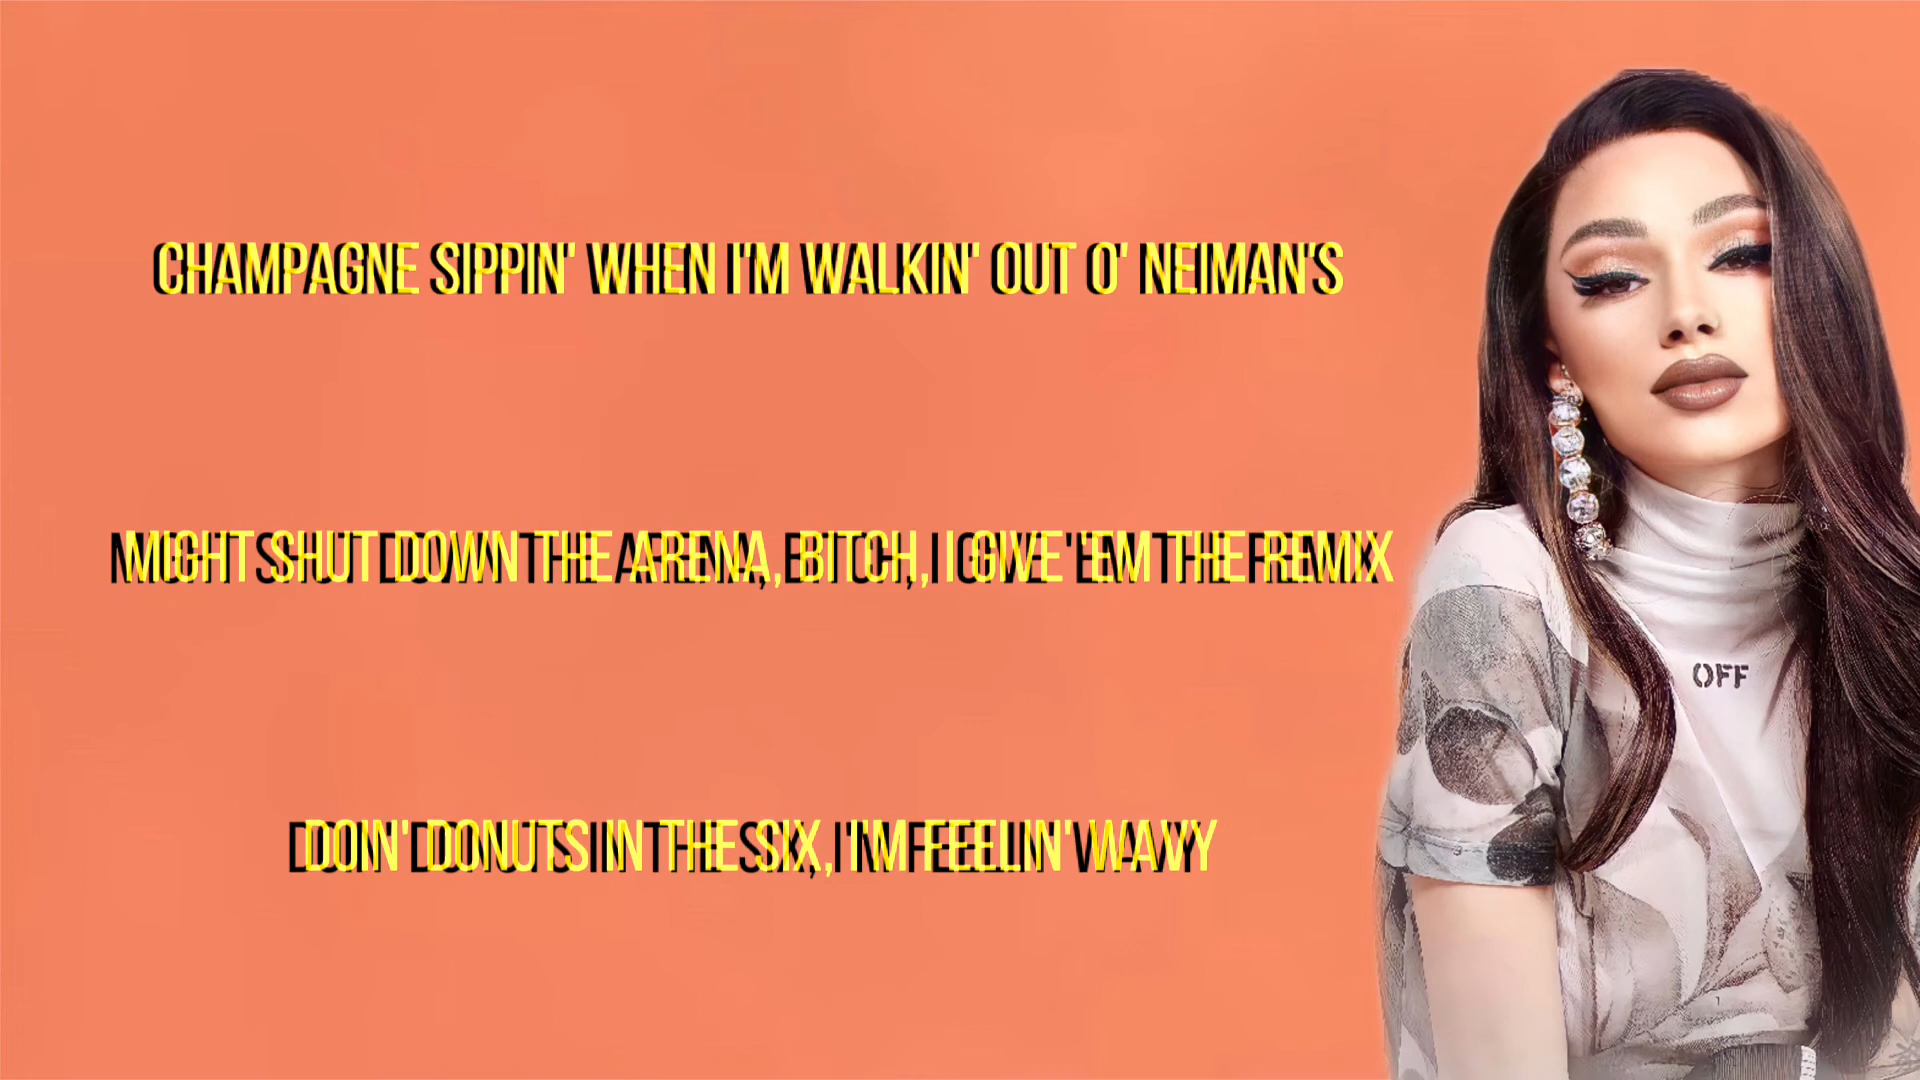 CHAMPAGNE SIPPIN' WHEN I'M WALKIN' OUT O' NEIMAN'S
MIGHT SHUT DOWN THE ARENA, BITCH, I GIVE 'EM THE REMIX
DOIN' DONUTS IN THE SIX, I'M FEELIN' WAVY
OFF